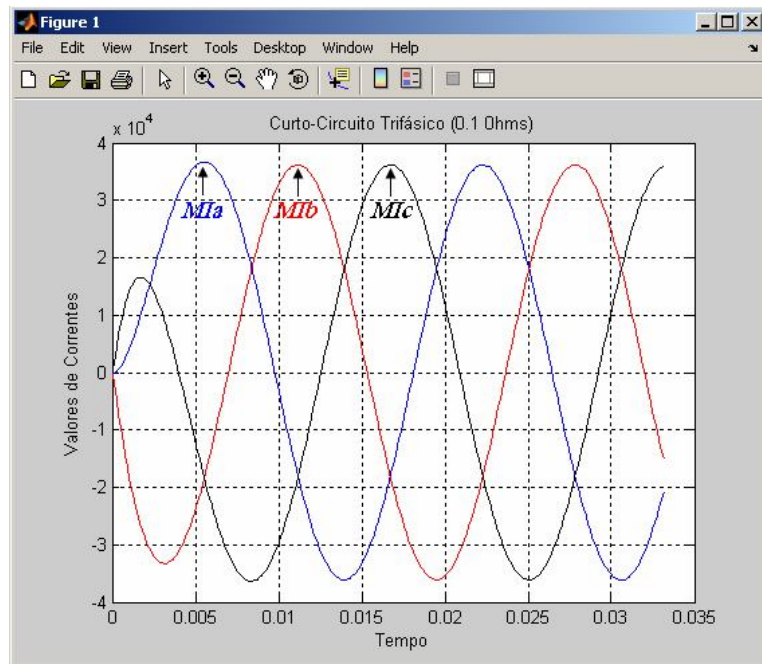 Figure 1
File Edit View Insert Tools Desktop Window Help
x 10^4
Curto-Circuito Trifásico (0.1 Ohms)
4
3
2
1
0
-1
-2
-3
-4
MIa
MIb
MIc
Valores de Correntes
0 0.005 0.01 0.015 0.02 0.025 0.03 0.035
Tempo